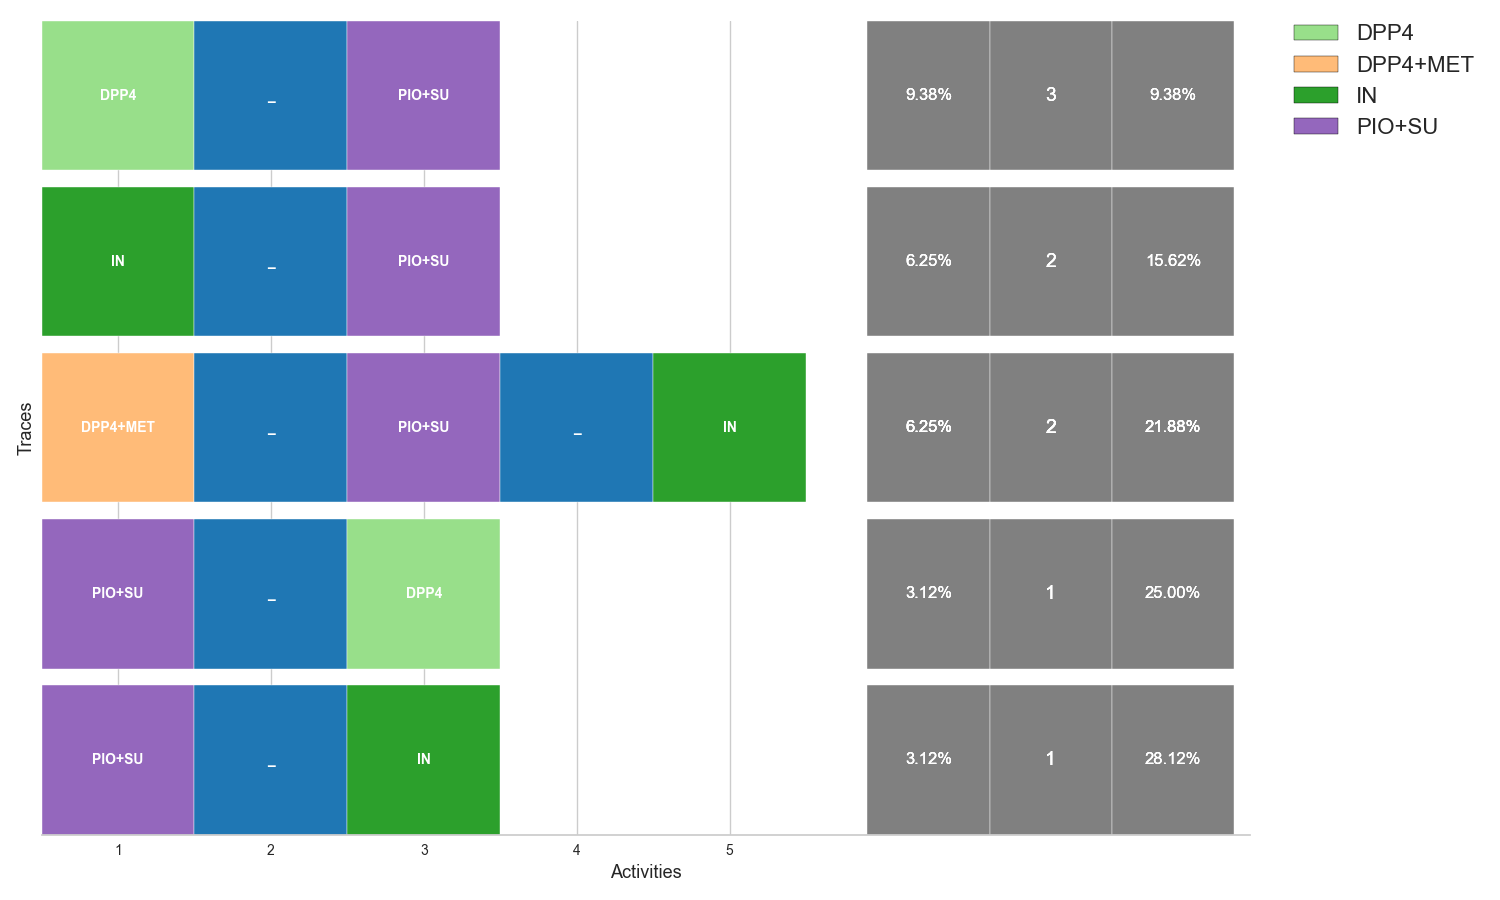 DPP4 _ PIO+SU 9.38% 3 9.38%
IN _ PIO+SU 6.25% 2 15.62%
DPP4+MET _ PIO+SU _ IN 6.25% 2 21.88%
PIO+SU _ DPP4 3.12% 1 25.00%
PIO+SU _ IN 3.12% 1 28.12%
Traces
1 2 3 4 5
Activities
DPP4
DPP4+MET
IN
PIO+SU